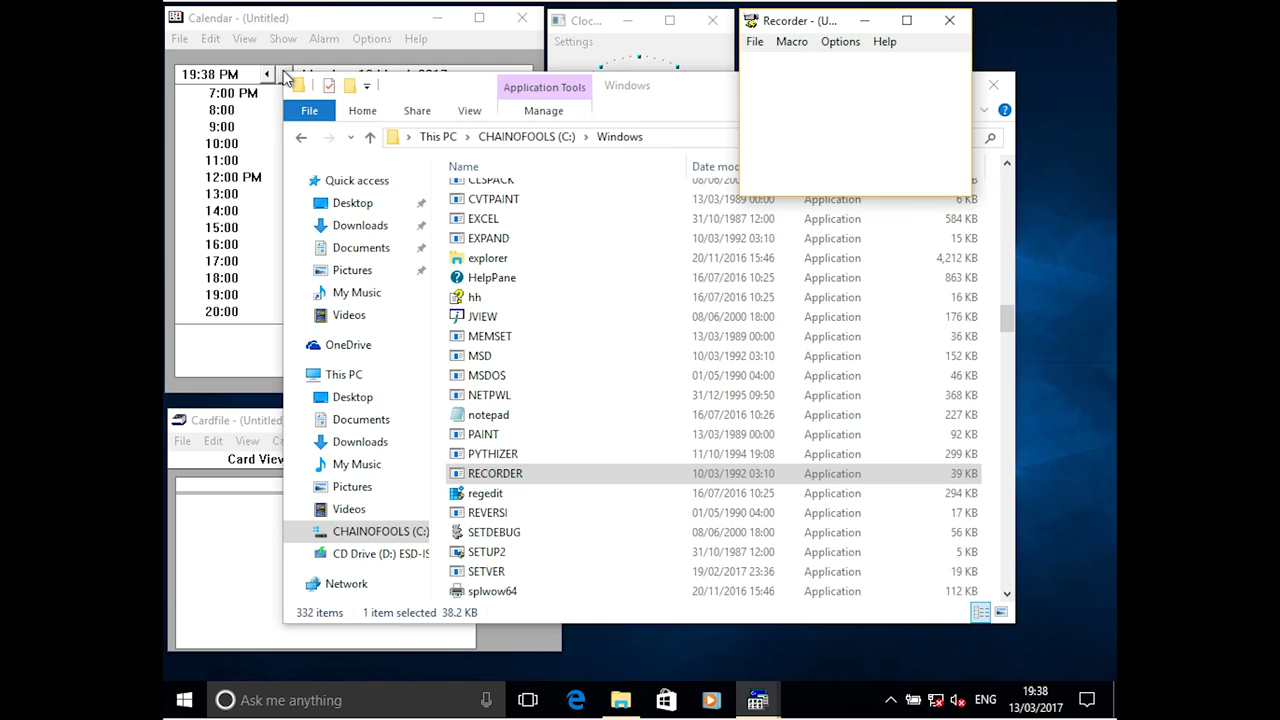 Calendar - (Untitled)
File Edit View Show Alarm Options Help
19:38 PM
7:00 PM
8:00
9:00
10:00
11:00
12:00 PM
13:00
14:00
15:00
16:00
17:00
18:00
19:00
20:00
Cloc...
Settings
Recorder - (U...
File Macro Options Help
Application Tools Windows
File Home Share View Manage
This PC › CHAINOFOOLS (C:) › Windows
Quick access
Desktop
Downloads
Documents
Pictures
My Music
Videos
OneDrive
This PC
Desktop
Documents
Downloads
My Music
Pictures
Videos
CHAINOFOOLS (C:)
CD Drive (D:) ESD-IS
Network
Name Date mo
CLSPACK 08/06/200
CVTPAINT 13/03/1989 00:00 Application 6 KB
EXCEL 31/10/1987 12:00 Application 584 KB
EXPAND 10/03/1992 03:10 Application 15 KB
explorer 20/11/2016 15:46 Application 4,212 KB
HelpPane 16/07/2016 10:25 Application 863 KB
hh 16/07/2016 10:25 Application 16 KB
JVIEW 08/06/2000 18:00 Application 176 KB
MEMSET 13/03/1989 00:00 Application 36 KB
MSD 10/03/1992 03:10 Application 152 KB
MSDOS 01/05/1990 04:00 Application 46 KB
NETPWL 31/12/1995 09:50 Application 368 KB
notepad 16/07/2016 10:26 Application 227 KB
PAINT 13/03/1989 00:00 Application 92 KB
PYTHIZER 11/10/1994 19:08 Application 299 KB
RECORDER 10/03/1992 03:10 Application 39 KB
regedit 16/07/2016 10:25 Application 294 KB
REVERSI 01/05/1990 04:00 Application 17 KB
SETDEBUG 08/06/2000 18:00 Application 56 KB
SETUP2 31/10/1987 12:00 Application 5 KB
SETVER 19/02/2017 23:36 Application 19 KB
splwow64 20/11/2016 15:46 Application 112 KB
332 items 1 item selected 38.2 KB
Cardfile - (Untitled
File Edit View Ca
Card View
Ask me anything
ENG
19:38
13/03/2017